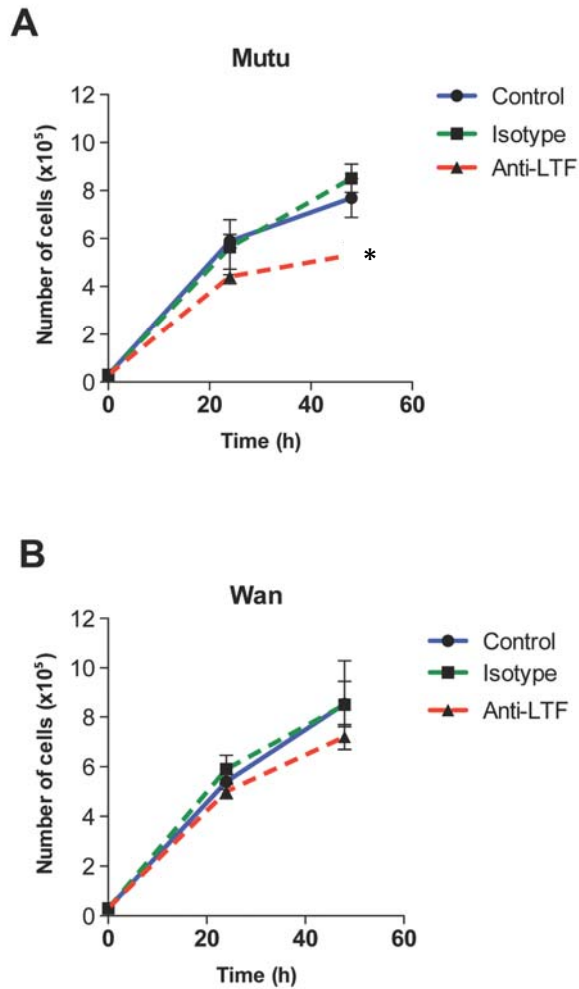 A
Mutu
12
10
8
6
4
2
0
0 20 40 60
Number of cells (x10⁵)
Time (h)
Control
Isotype
Anti-LTF
*
B
Wan
12
10
8
6
4
2
0
0 20 40 60
Number of cells (x10⁵)
Time (h)
Control
Isotype
Anti-LTF